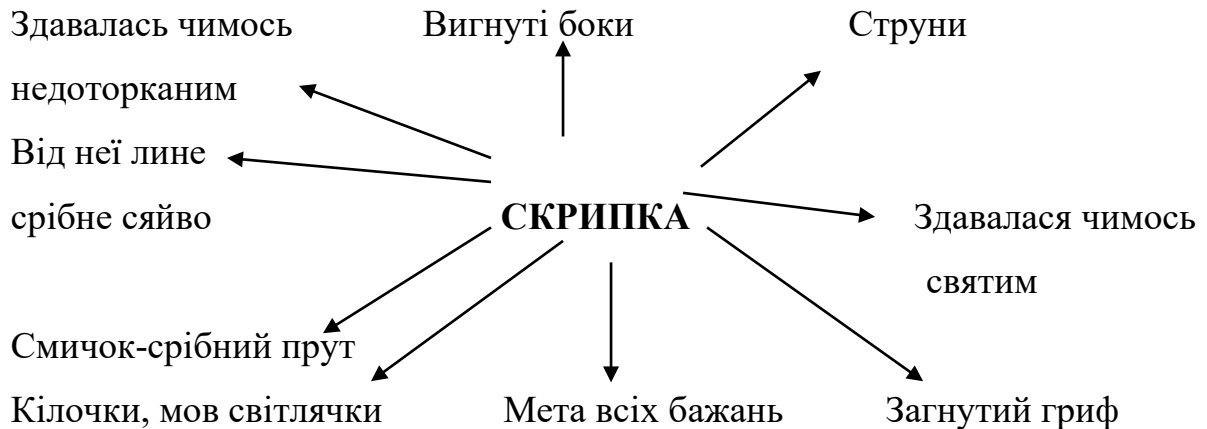 Здавалась чимось Вигнуті боки Струни
недоторканим
Від неї лине
срібне сяйво СКРИПКА Здавалася чимось
святим
Смичок-срібний прут
Кілочки, мов світлячки Мета всіх бажань Загнутий гриф